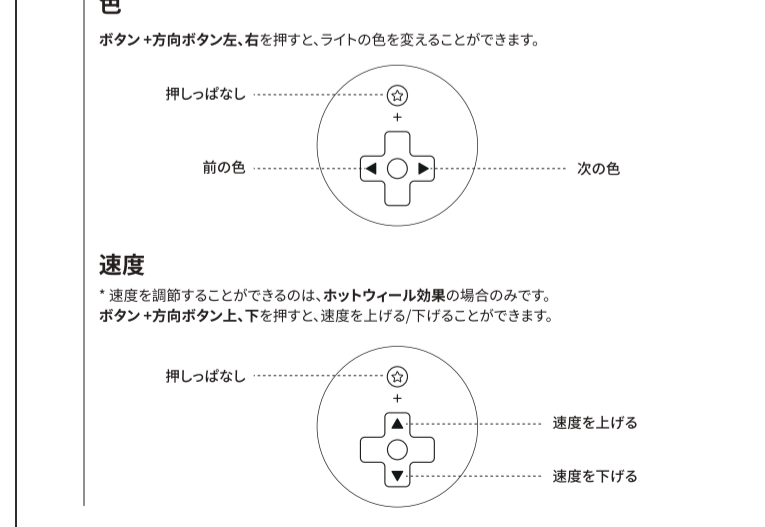 色
ボタン +方向ボタン左、右を押すと、ライトの色を変えることができます。
押しっぱなし
+
前の色
次の色
速度
* 速度を調節することができるのは、ホットウィール効果の場合のみです。
ボタン +方向ボタン上、下を押すと、速度を上げる/下げることができます。
押しっぱなし
+
速度を上げる
速度を下げる